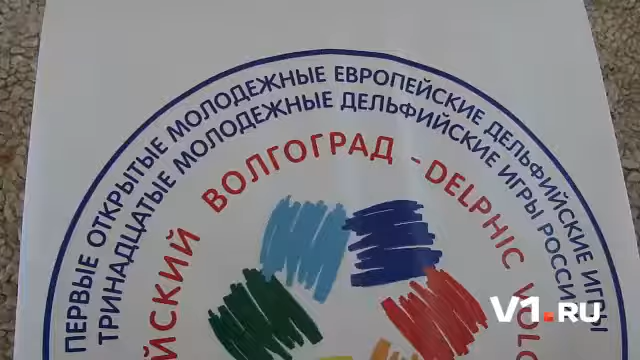 ПЕРВЫЕ ОТКРЫТЫЕ МОЛОДЕЖНЫЕ ЕВРОПЕЙСКИЕ ДЕЛЬФИЙСКИЕ ИГРЫ
ТРИНАДЦАТЫЕ МОЛОДЕЖНЫЕ ДЕЛЬФИЙСКИЕ ИГРЫ РОССИИ
ЙСКИЙ ВОЛГОГРАД - DELPHIC VOLG
V1.RU